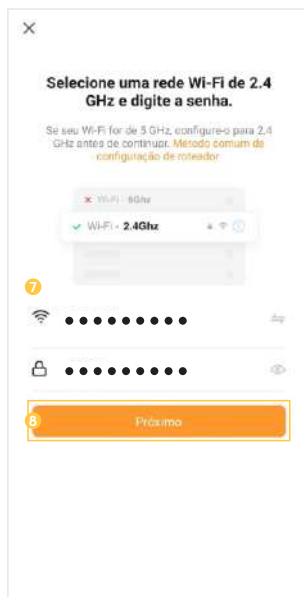 Selecione uma rede Wi-Fi de 2.4
GHz e digite a senha.
Se seu Wi-Fi for de 5 GHz, configure-o para 2.4
GHz antes de continuar. Método comum de
configuração de roteador
Wi-Fi - 5Ghz
Wi-Fi - 2.4Ghz
7
●●●●●●●●●
●●●●●●●●●
8 Próximo